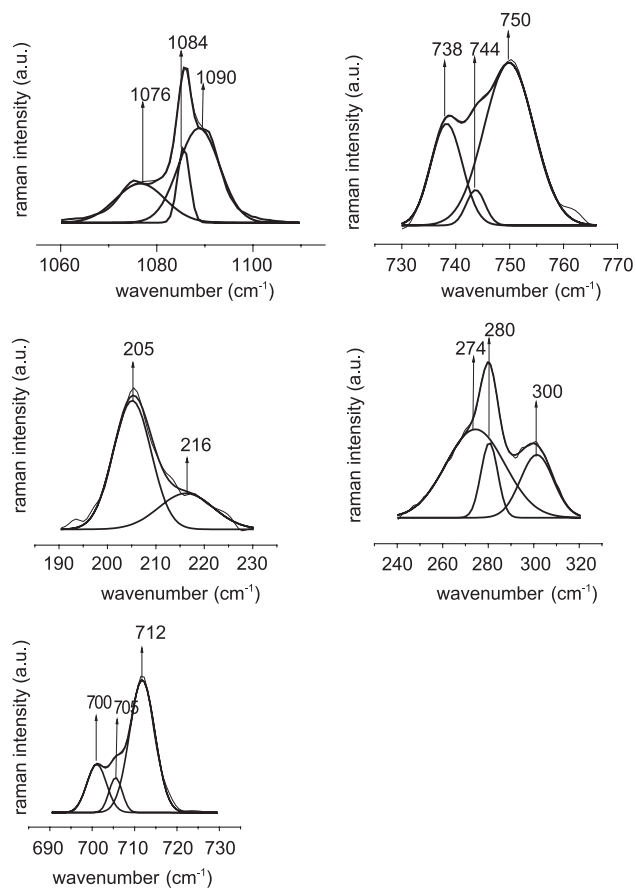 raman intensity (a.u.)
1076
1084
1090
1060 1080 1100
wavenumber (cm⁻¹)
raman intensity (a.u.)
738
744
750
730 740 750 760 770
wavenumber (cm⁻¹)
raman intensity (a.u.)
205
216
190 200 210 220 230
wavenumber (cm⁻¹)
raman intensity (a.u.)
274
280
300
240 260 280 300 320
wavenumber (cm⁻¹)
raman intensity (a.u.)
700
705
712
690 700 710 720 730
wavenumber (cm⁻¹)